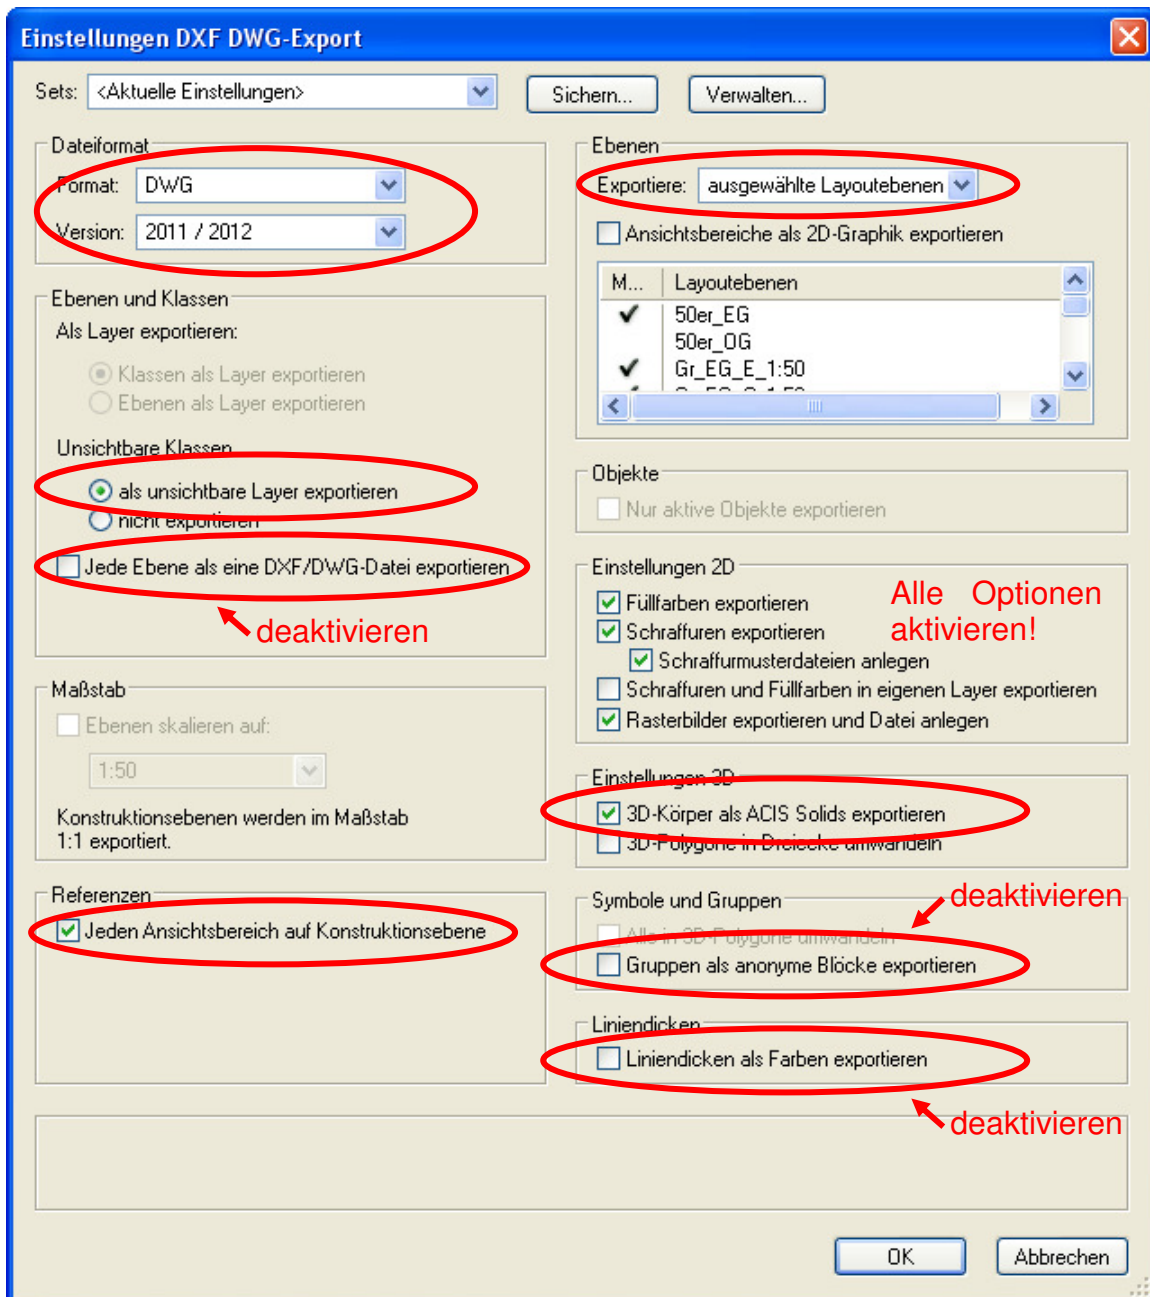 Einstellungen DXF DWG-Export
Sets: <Aktuelle Einstellungen> Sichern... Verwalten...
Dateiformat
Format: DWG
Version: 2011 / 2012
Ebenen und Klassen
Als Layer exportieren:
Klassen als Layer exportieren
Ebenen als Layer exportieren
Unsichtbare Klassen
als unsichtbare Layer exportieren
nicht exportieren
Jede Ebene als eine DXF/DWG-Datei exportieren
deaktivieren
Maßstab
Ebenen skalieren auf:
1:50
Konstruktionsebenen werden im Maßstab
1:1 exportiert.
Referenzen
Jeden Ansichtsbereich auf Konstruktionsebene
Ebenen
Exportiere: ausgewählte Layoutebenen
Ansichtsbereiche als 2D-Graphik exportieren
M... Layoutebenen
50er_EG
50er_OG
Gr_EG_E_1:50
Objekte
Nur aktive Objekte exportieren
Einstellungen 2D
Füllfarben exportieren
Schraffuren exportieren
Schraffurmusterdateien anlegen
Schraffuren und Füllfarben in eigenen Layer exportieren
Rasterbilder exportieren und Datei anlegen
Alle Optionen
aktivieren!
Einstellungen 3D
3D-Körper als ACIS Solids exportieren
3D-Polygone in Dreiecke umwandeln
Symbole und Gruppen
deaktivieren
Alle in 3D-Polygone umwandeln
Gruppen als anonyme Blöcke exportieren
Liniendicken
Liniendicken als Farben exportieren
deaktivieren
OK Abbrechen